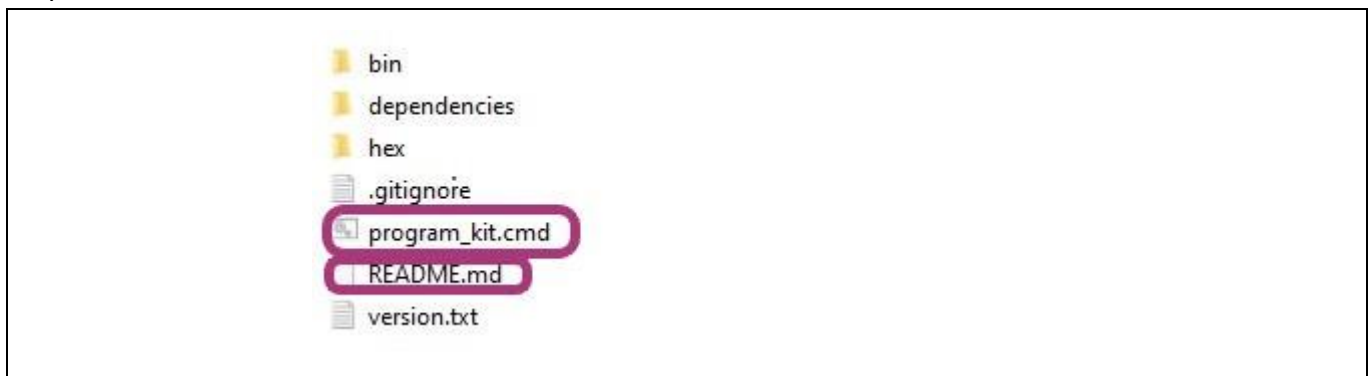 bin
dependencies
hex
.gitignore
program_kit.cmd
README.md
version.txt